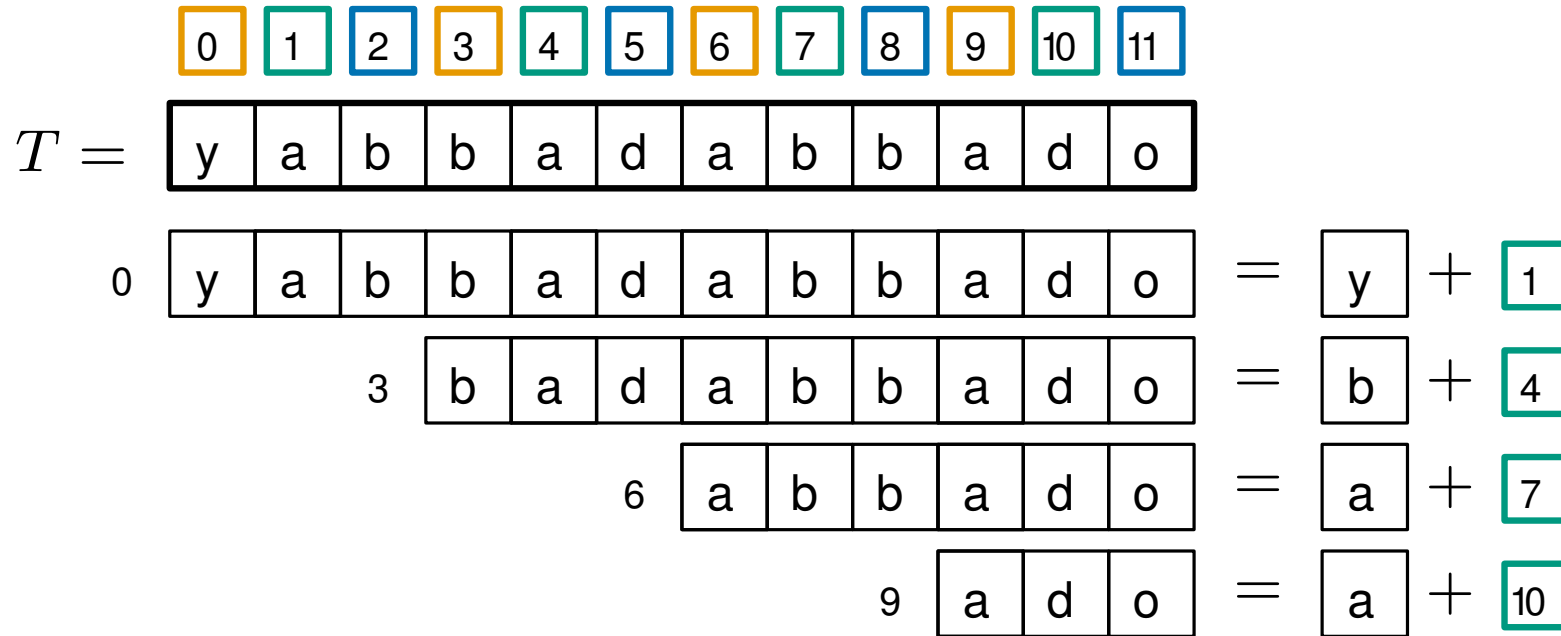 0 1 2 3 4 5 6 7 8 9 10 11
T = y a b b a d a b b a d o
0 y a b b a d a b b a d o = y + 1
3 b a d a b b a d o = b + 4
6 a b b a d o = a + 7
9 a d o = a + 10